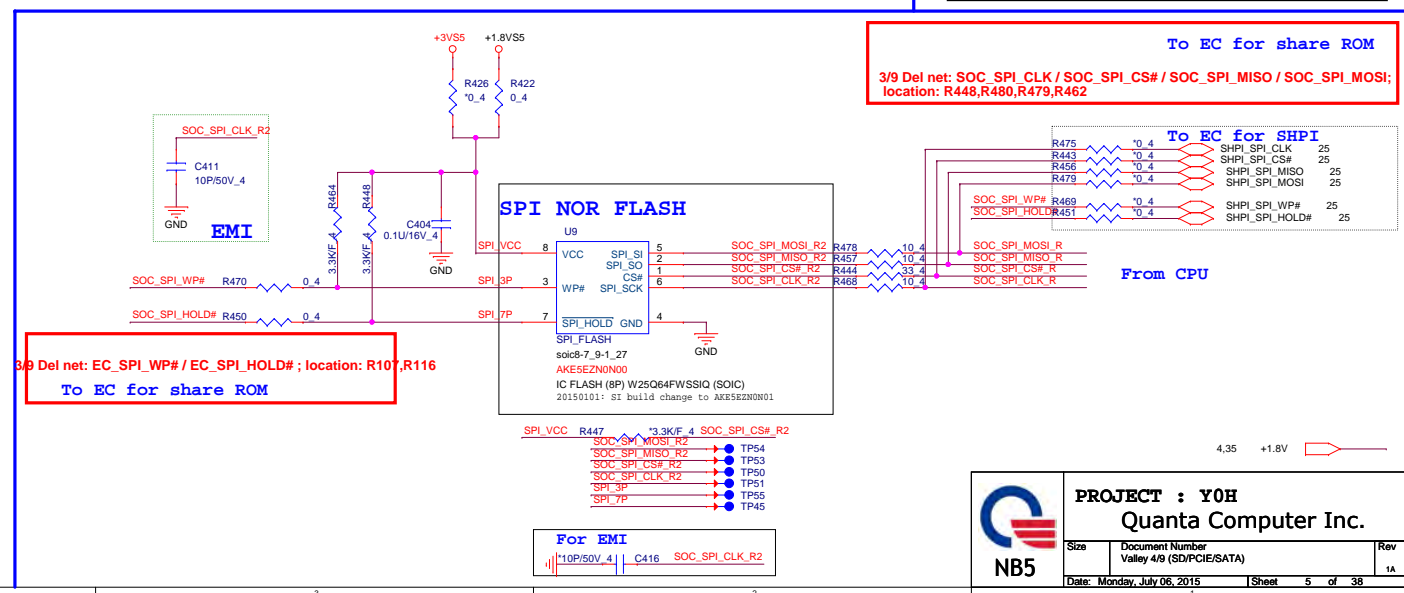 +3VS5 +1.8VS5
To EC for share ROM
3/9 Del net: SOC_SPI_CLK / SOC_SPI_CS# / SOC_SPI_MISO / SOC_SPI_MOSI;
location: R448,R480,R479,R462
R426 R422
*0_4 0_4
SOC_SPI_CLK_R2
C411
10P/50V_4
GND
EMI
To EC for SHPI
R475 *0_4 SHPI_SPI_CLK 25
R443 *0_4 SHPI_SPI_CS# 25
R456 *0_4 SHPI_SPI_MISO 25
R479 *0_4 SHPI_SPI_MOSI 25
SOC_SPI_WP# R469 *0_4 SHPI_SPI_WP# 25
SOC_SPI_HOLD# R451 *0_4 SHPI_SPI_HOLD# 25
R464
3.3K/F_4
R448
3.3K/F_4
C404
0.1U/16V_4
GND
SPI NOR FLASH
U9
SPI_VCC 8 VCC SPI_SI 5 SOC_SPI_MOSI_R2 R478 10_4 SOC_SPI_MOSI_R
SPI_SO 2 SOC_SPI_MISO_R2 R457 10_4 SOC_SPI_MISO_R
CS# 1 SOC_SPI_CS#_R2 R444 33_4 SOC_SPI_CS#_R
SOC_SPI_WP# R470 0_4 SPI_3P 3 WP# SPI_SCK 6 SOC_SPI_CLK_R2 R468 10_4 SOC_SPI_CLK_R
From CPU
SOC_SPI_HOLD# R450 0_4 SPI_7P 7 SPI_HOLD GND 4
GND
SPI_FLASH
soic8-7_9-1_27
AKE5EZN0N00
IC FLASH (8P) W25Q64FWSSIQ (SOIC)
20150101: SI build change to AKE5EZN0N01
3/9 Del net: EC_SPI_WP# / EC_SPI_HOLD# ; location: R107,R116
To EC for share ROM
SPI_VCC R447 *3.3K/F_4 SOC_SPI_CS#_R2
SOC_SPI_MOSI_R2 TP54
SOC_SPI_MISO_R2 TP53
SOC_SPI_CS#_R2 TP50
SOC_SPI_CLK_R2 TP51
SPI_3P TP55
SPI_7P TP45
4,35 +1.8V
For EMI
*10P/50V_4 C416 SOC_SPI_CLK_R2
NB5
PROJECT : Y0H
Quanta Computer Inc.
Size Document Number Rev
Valley 4/9 (SD/PCIE/SATA) 1A
Date: Monday, July 06, 2015 Sheet 5 of 38